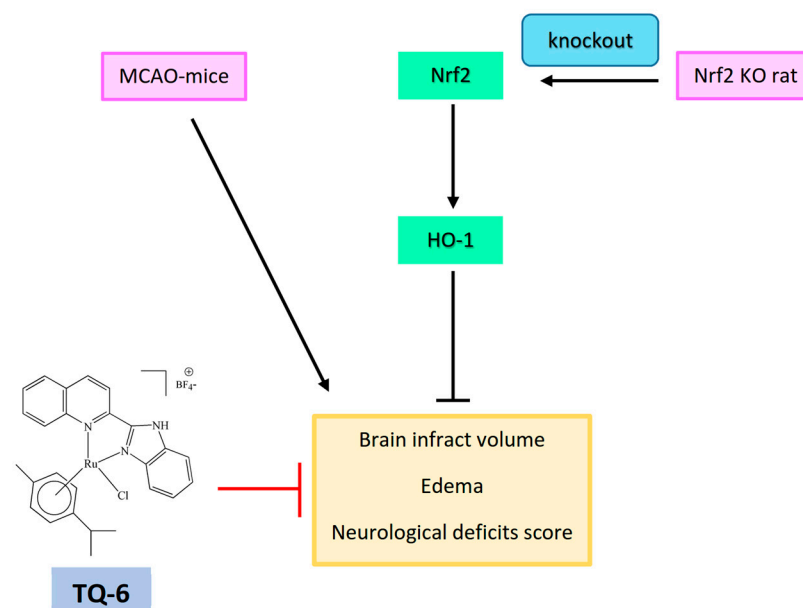 knockout
MCAO-mice
Nrf2
Nrf2 KO rat
HO-1
⊕
BF₄-
N
NH
N
Ru
Cl
Brain infract volume
Edema
Neurological deficits score
TQ-6